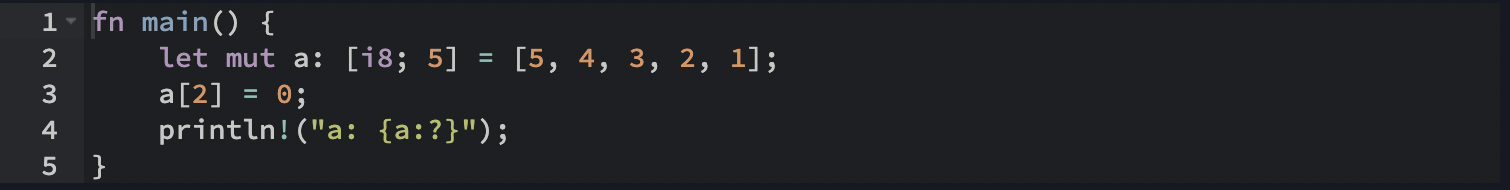 1 fn main() {
2     let mut a: [i8; 5] = [5, 4, 3, 2, 1];
3     a[2] = 0;
4     println!("a: {a:?}");
5 }